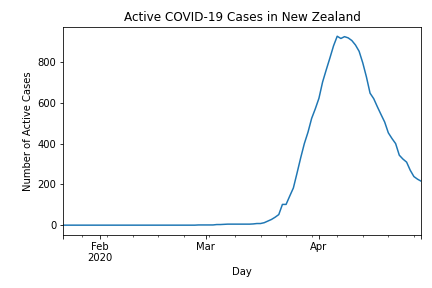 Active COVID-19 Cases in New Zealand
Number of Active Cases
800
600
400
200
0
Feb
2020
Mar
Apr
Day